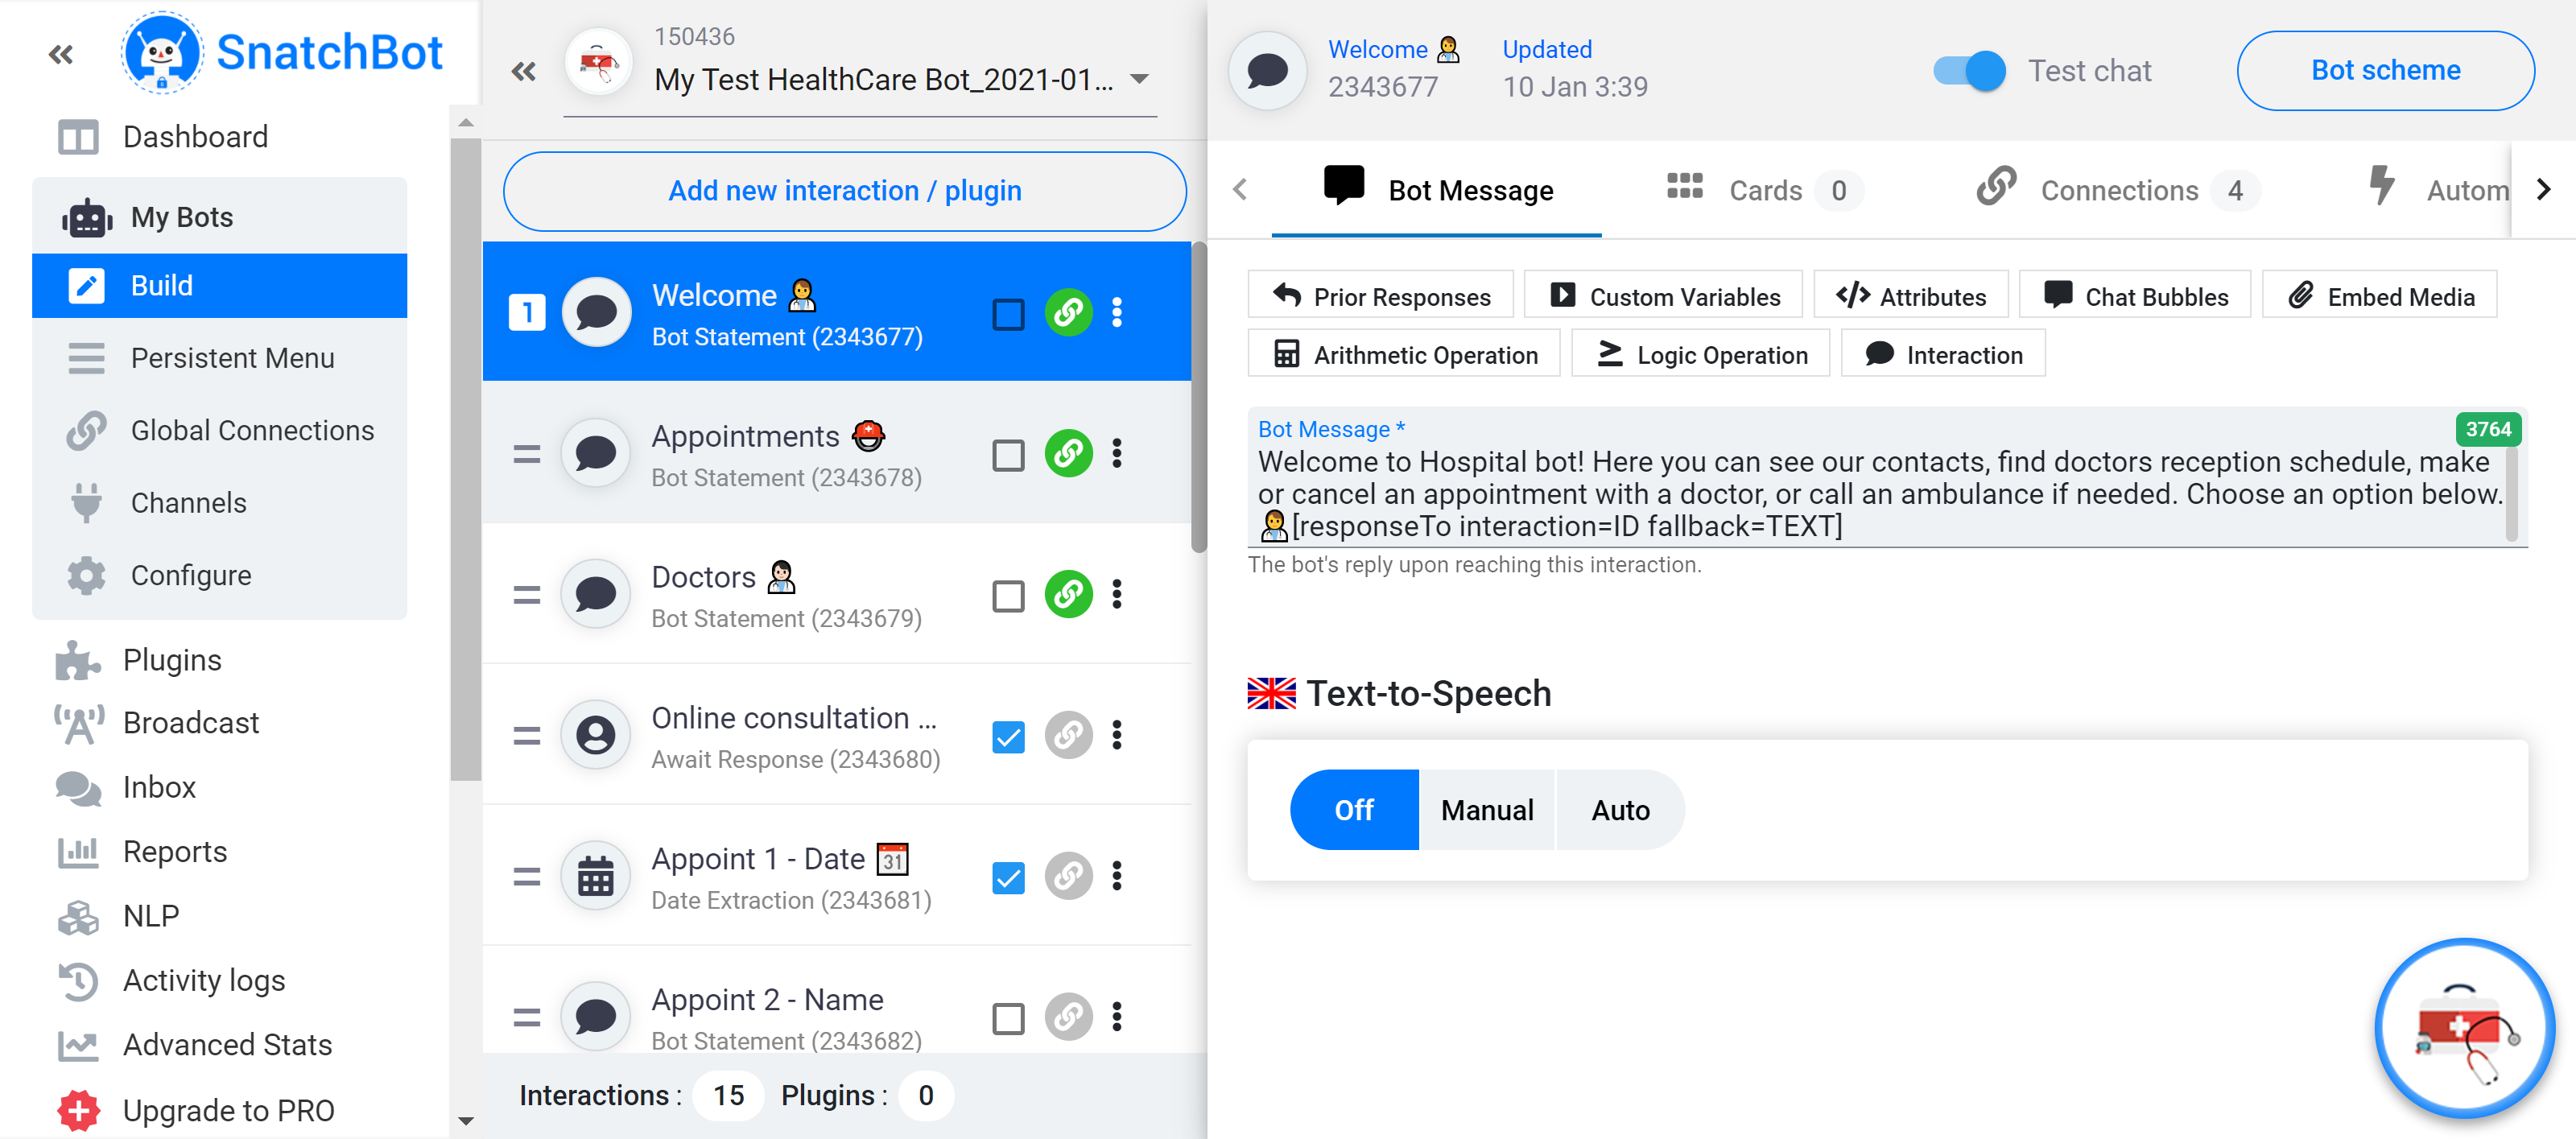 SnatchBot
Dashboard
My Bots
Build
Persistent Menu
Global Connections
Channels
Configure
Plugins
Broadcast
Inbox
Reports
NLP
Activity logs
Advanced Stats
Upgrade to PRO
150436
My Test HealthCare Bot_2021-01...
Add new interaction / plugin
1
Welcome
Bot Statement (2343677)
Appointments
Bot Statement (2343678)
Doctors
Bot Statement (2343679)
Online consultation ...
Await Response (2343680)
Appoint 1 - Date 31
Date Extraction (2343681)
Appoint 2 - Name
Bot Statement (2343682)
Interactions : 15 Plugins : 0
Welcome
2343677
Updated
10 Jan 3:39
Test chat
Bot scheme
Bot Message
Cards 0
Connections 4
Autom
Prior Responses
Custom Variables
Attributes
Chat Bubbles
Embed Media
Arithmetic Operation
Logic Operation
Interaction
Bot Message *
3764
Welcome to Hospital bot! Here you can see our contacts, find doctors reception schedule, make
or cancel an appointment with a doctor, or call an ambulance if needed. Choose an option below.
[responseTo interaction=ID fallback=TEXT]
The bot's reply upon reaching this interaction.
Text-to-Speech
Off
Manual
Auto